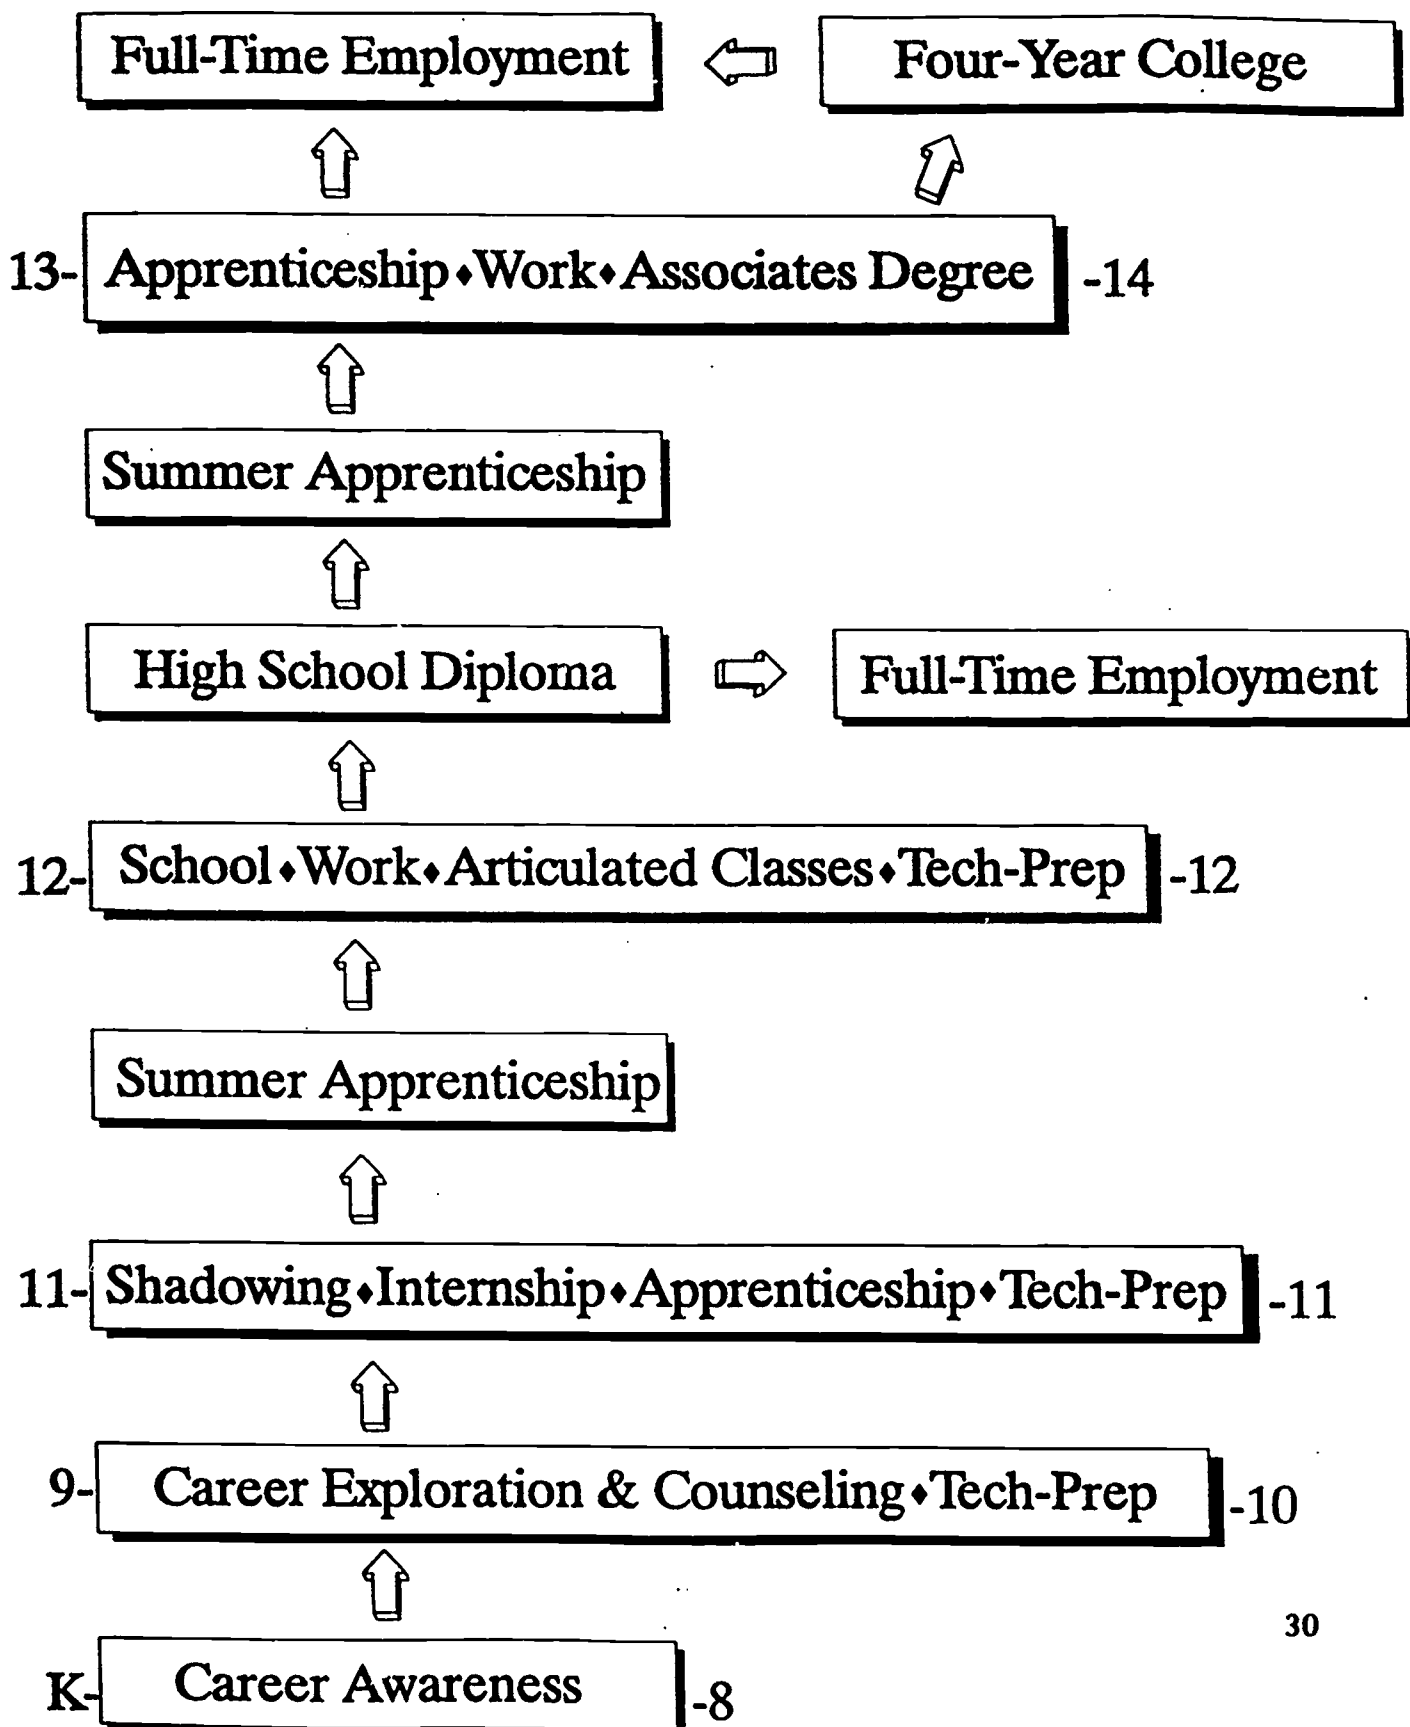 Full-Time Employment
Four-Year College
13- Apprenticeship♦Work♦Associates Degree -14
Summer Apprenticeship
High School Diploma
Full-Time Employment
12- School♦Work♦Articulated Classes♦Tech-Prep -12
Summer Apprenticeship
11- Shadowing♦Internship♦Apprenticeship♦Tech-Prep -11
9- Career Exploration & Counseling♦Tech-Prep -10
30
K- Career Awareness -8